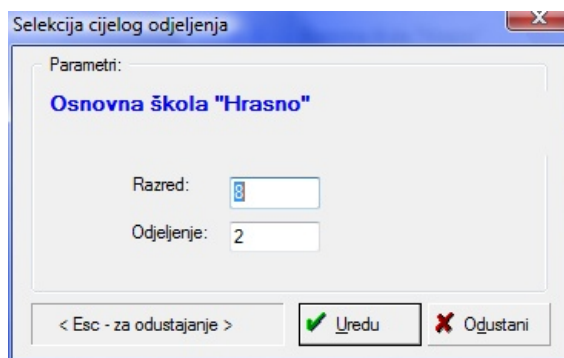 Selekcija cijelog odjeljenja
Parametri:
Osnovna škola "Hrasno"
Razred: 8
Odjeljenje: 2
< Esc - za odustajanje > Uredu Odustani